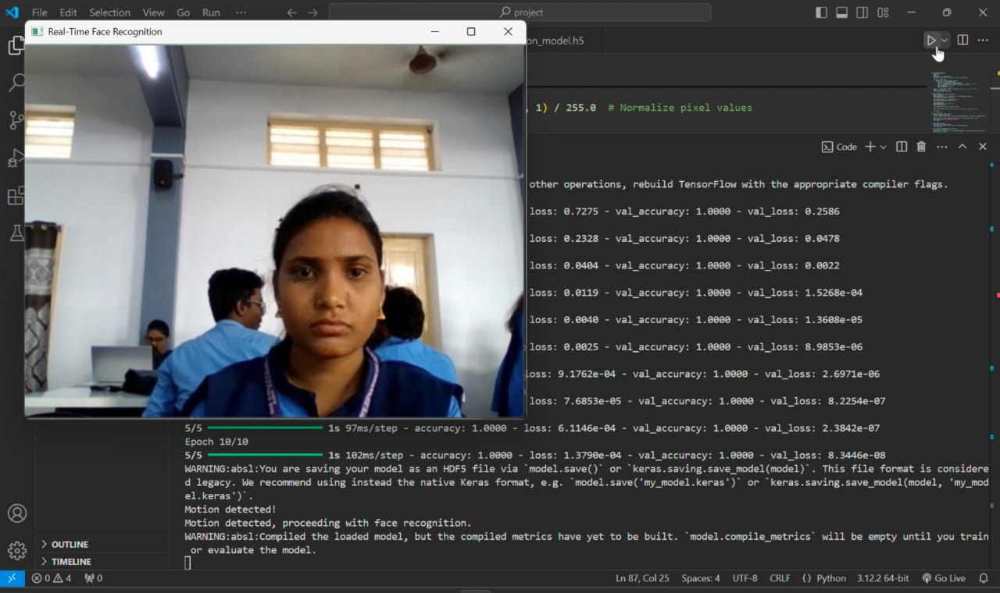 File Edit Selection View Go Run ··· project
Real-Time Face Recognition
on_model.h5
, 1) / 255.0 # Normalize pixel values
Code
other operations, rebuild TensorFlow with the appropriate compiler flags.
loss: 0.7275 - val_accuracy: 1.0000 - val_loss: 0.2586
loss: 0.2328 - val_accuracy: 1.0000 - val_loss: 0.0478
loss: 0.0404 - val_accuracy: 1.0000 - val_loss: 0.0022
loss: 0.0119 - val_accuracy: 1.0000 - val_loss: 1.5268e-04
loss: 0.0040 - val_accuracy: 1.0000 - val_loss: 1.3608e-05
loss: 0.0025 - val_accuracy: 1.0000 - val_loss: 8.9853e-06
loss: 9.1762e-04 - val_accuracy: 1.0000 - val_loss: 2.6971e-06
loss: 7.6853e-05 - val_accuracy: 1.0000 - val_loss: 8.2254e-07
5/5 1s 97ms/step - accuracy: 1.0000 - loss: 6.1146e-04 - val_accuracy: 1.0000 - val_loss: 2.3842e-07
Epoch 10/10
5/5 1s 102ms/step - accuracy: 1.0000 - loss: 1.3790e-04 - val_accuracy: 1.0000 - val_loss: 8.3446e-08
WARNING:absl:You are saving your model as an HDF5 file via `model.save()` or `keras.saving.save_model(model)`. This file format is considere
d legacy. We recommend using instead the native Keras format, e.g. `model.save('my_model.keras')` or `keras.saving.save_model(model, 'my_mod
el.keras')`.
Motion detected!
Motion detected, proceeding with face recognition.
WARNING:absl:Compiled the loaded model, but the compiled metrics have yet to be built. `model.compile_metrics` will be empty until you train
or evaluate the model.
OUTLINE
TIMELINE
0 4 0 Ln 87, Col 25 Spaces: 4 UTF-8 CRLF {} Python 3.12.2 64-bit Go Live